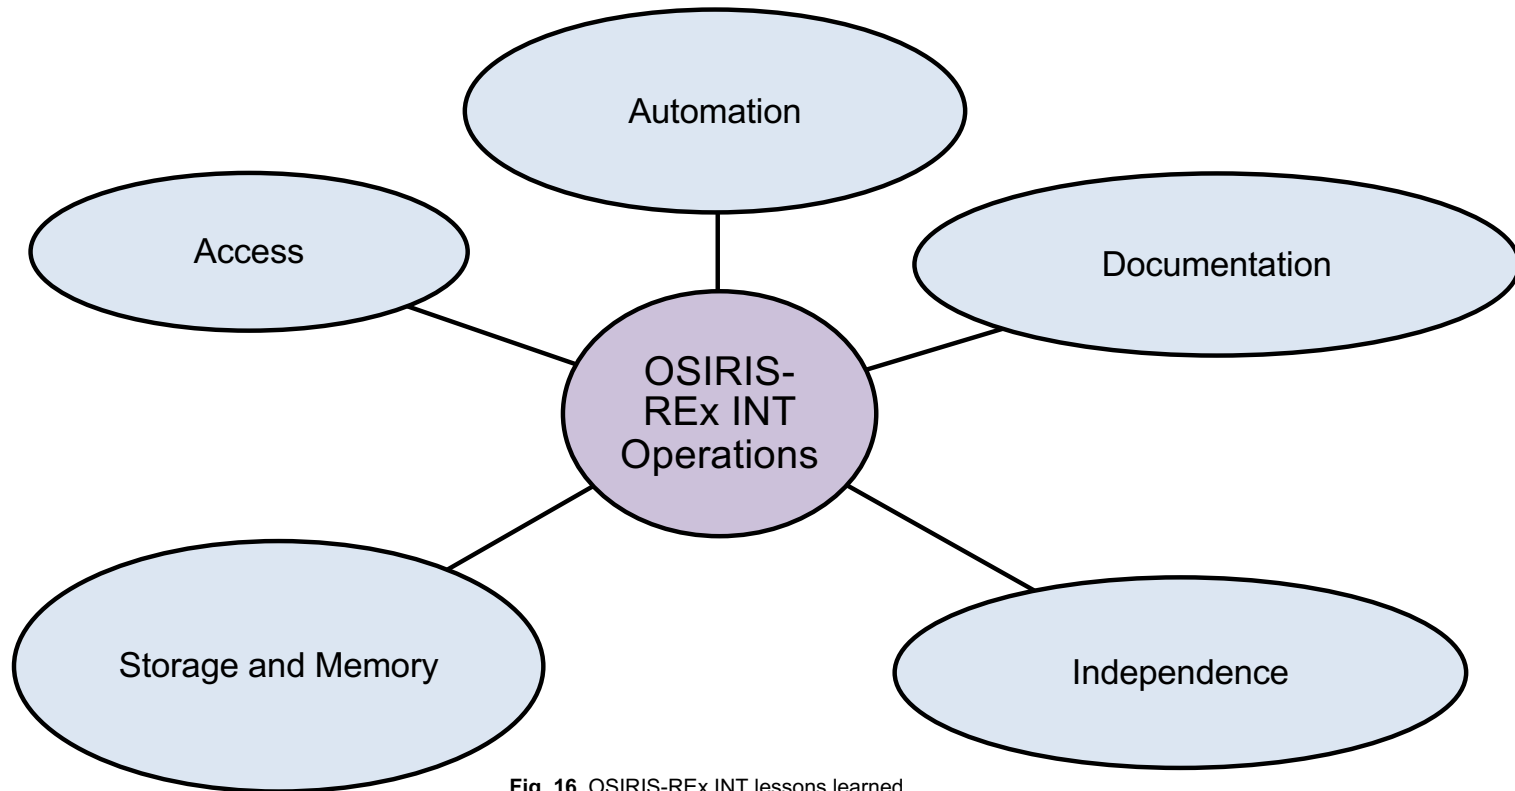 Automation
Access
Documentation
OSIRIS-
REx INT
Operations
Storage and Memory
Independence
Fig. 16 OSIRIS-REx INT lessons learned